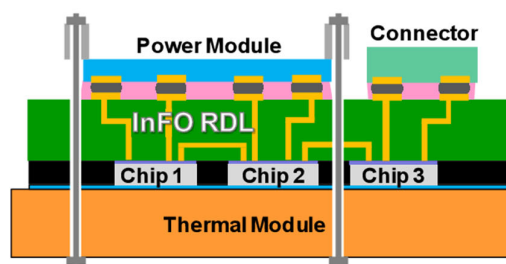 Power Module
Connector
InFO RDL
Chip 1
Chip 2
Chip 3
Thermal Module